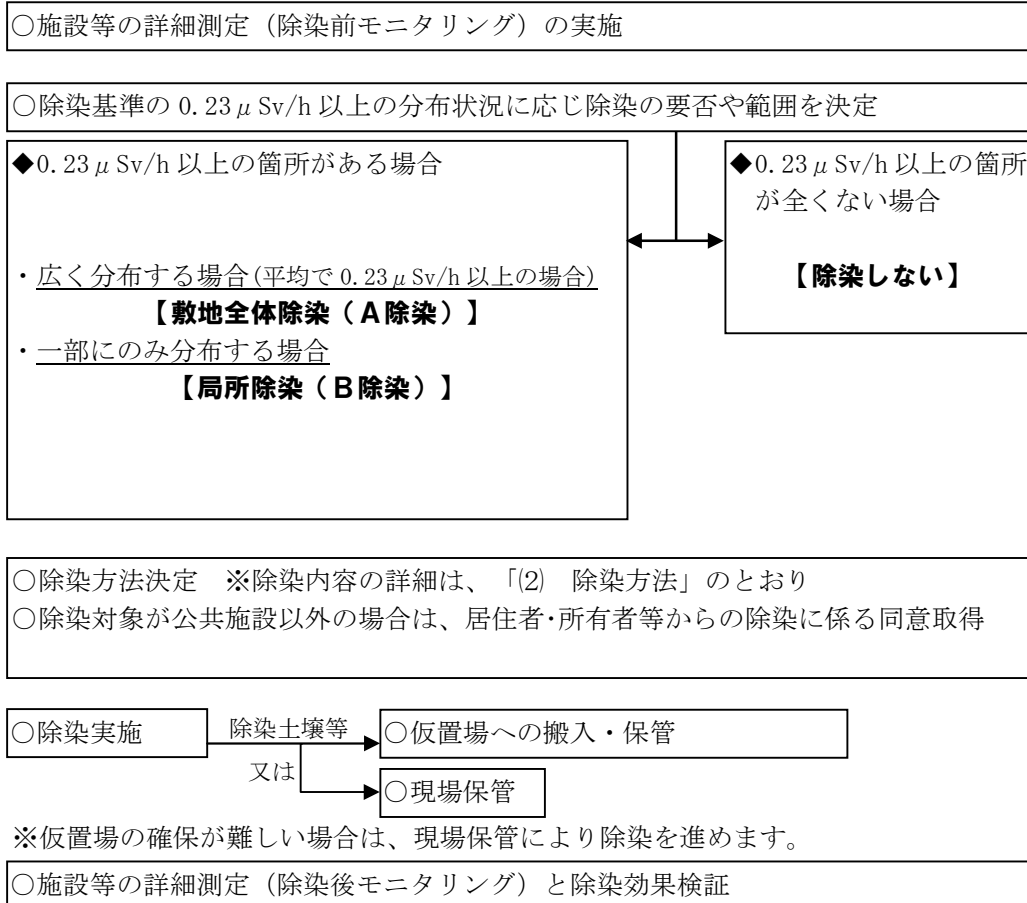 ○施設等の詳細測定（除染前モニタリング）の実施
○除染基準の 0.23μSv/h 以上の分布状況に応じ除染の要否や範囲を決定
◆0.23μSv/h 以上の箇所がある場合
・広く分布する場合(平均で 0.23μSv/h 以上の場合)
【敷地全体除染（Ａ除染）】
・一部にのみ分布する場合
【局所除染（Ｂ除染）】
◆0.23μSv/h 以上の箇所
が全くない場合
【除染しない】
○除染方法決定　※除染内容の詳細は、「⑵　除染方法」のとおり
○除染対象が公共施設以外の場合は、居住者・所有者等からの除染に係る同意取得
○除染実施
除染土壌等
○仮置場への搬入・保管
又は
○現場保管
※仮置場の確保が難しい場合は、現場保管により除染を進めます。
○施設等の詳細測定（除染後モニタリング）と除染効果検証